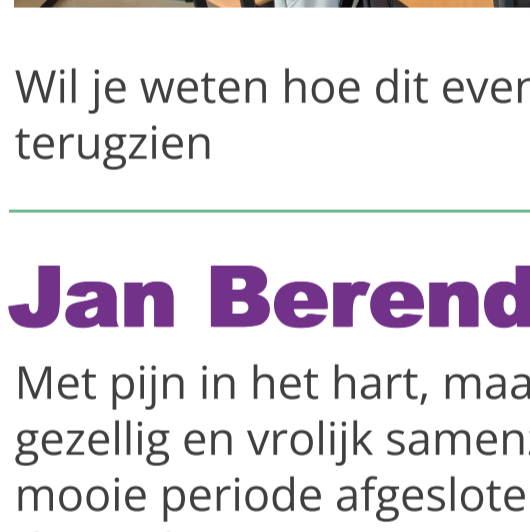 Wil je weten hoe dit even
terugzien
Jan Berend
Met pijn in het hart, maa
gezellig en vrolijk samen
mooie periode afgeslote